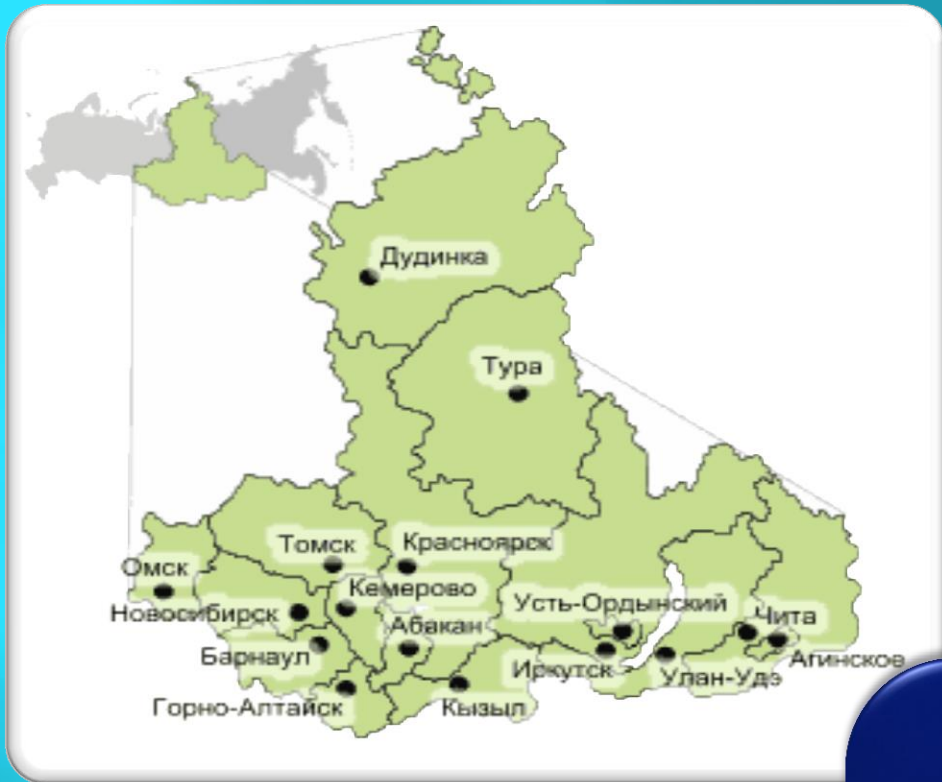 Дудинка
Тура
Томск
Красноярск
Омск
Кемерово
Новосибирск
Усть-Ордынский
Чита
Абакан
Барнаул
Иркутск
Агинское
Улан-Удэ
Горно-Алтайск
Кызыл